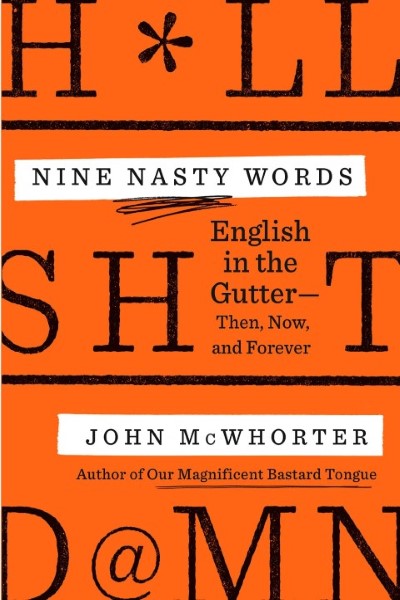 H*LL
NINE NASTY WORDS
English
in the
Gutter—
Then, Now,
and Forever
SH T
JOHN McWHORTER
Author of Our Magnificent Bastard Tongue
D@MN